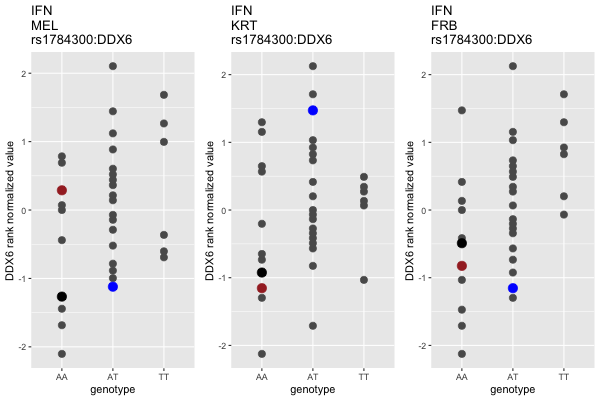 IFN
MEL
rs1784300:DDX6
DDX6 rank normalized value
2
1
0
-1
-2
AA
AT
TT
genotype
IFN
KRT
rs1784300:DDX6
DDX6 rank normalized value
2
1
0
-1
-2
AA
AT
TT
genotype
IFN
FRB
rs1784300:DDX6
DDX6 rank normalized value
2
1
0
-1
-2
AA
AT
TT
genotype